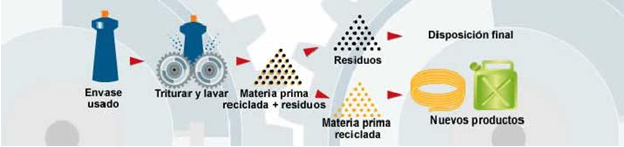 Envase
usado
Triturar y lavar
Materia prima
reciclada + residuos
Residuos
Disposición final
Materia prima
reciclada
Nuevos productos